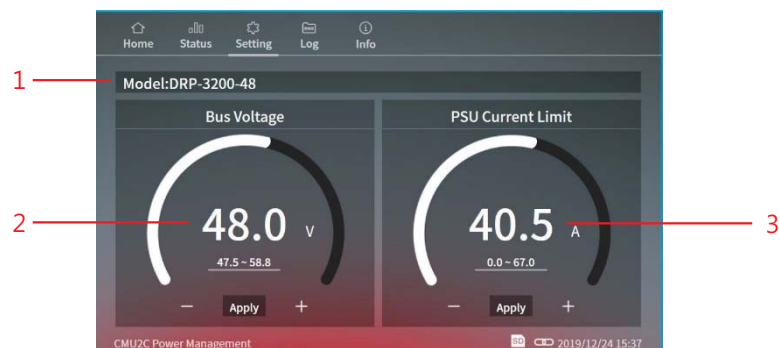 Home Status Setting Log Info
1
Model:DRP-3200-48
Bus Voltage PSU Current Limit
2 48.0 V 40.5 A 3
47.5 ~ 58.8 0.0 ~ 67.0
− Apply + − Apply +
CMU2C Power Management SD 2019/12/24 15:37